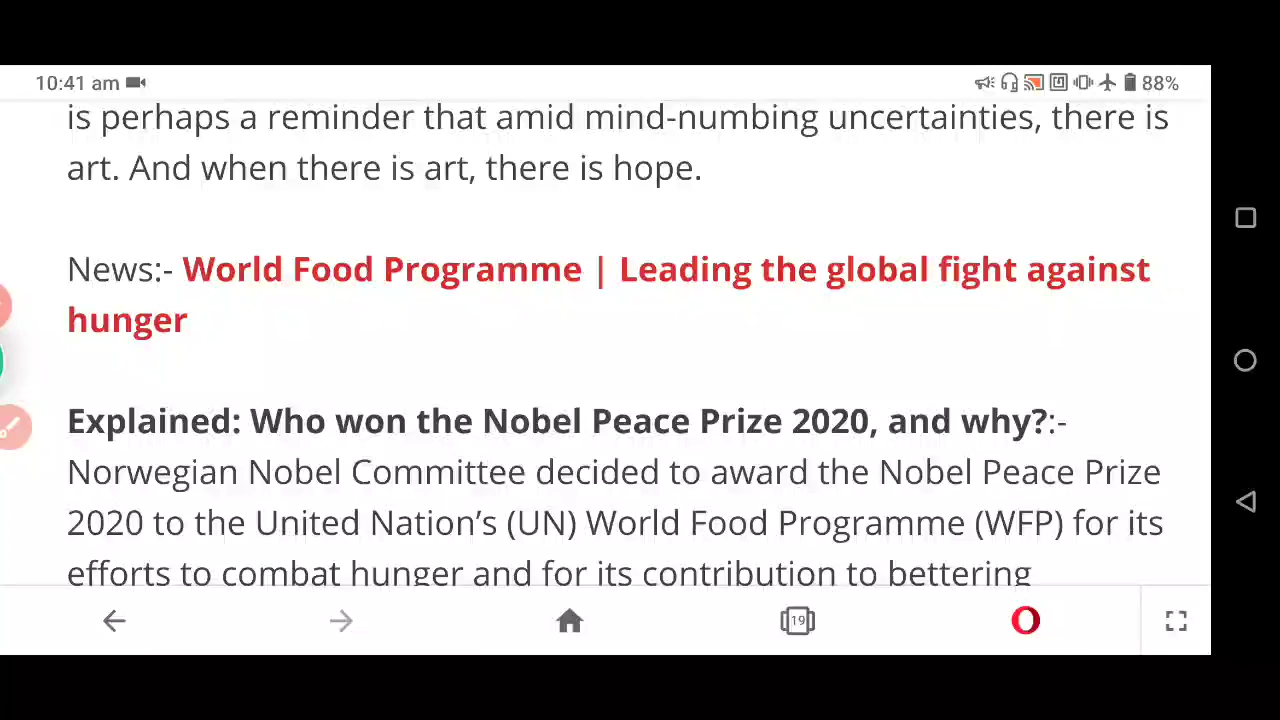 10:41 am
88%
is perhaps a reminder that amid mind-numbing uncertainties, there is
art. And when there is art, there is hope.
News:- World Food Programme | Leading the global fight against
hunger
Explained: Who won the Nobel Peace Prize 2020, and why?:-
Norwegian Nobel Committee decided to award the Nobel Peace Prize
2020 to the United Nation’s (UN) World Food Programme (WFP) for its
efforts to combat hunger and for its contribution to bettering
19